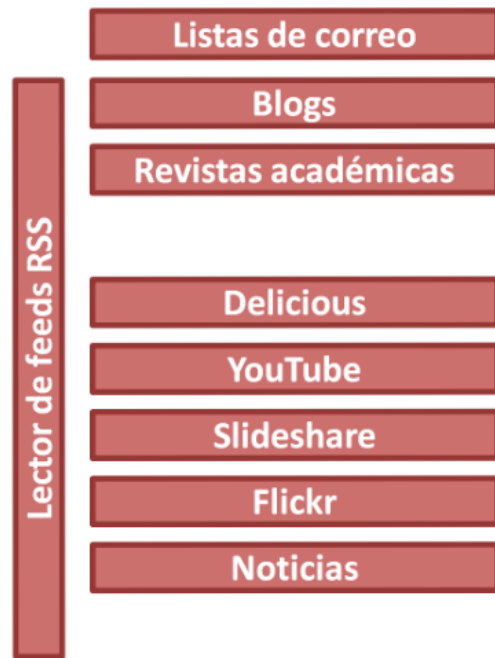 Listas de correo
Blogs
Revistas académicas
Delicious
YouTube
Slideshare
Flickr
Noticias
Lector de feeds RSS